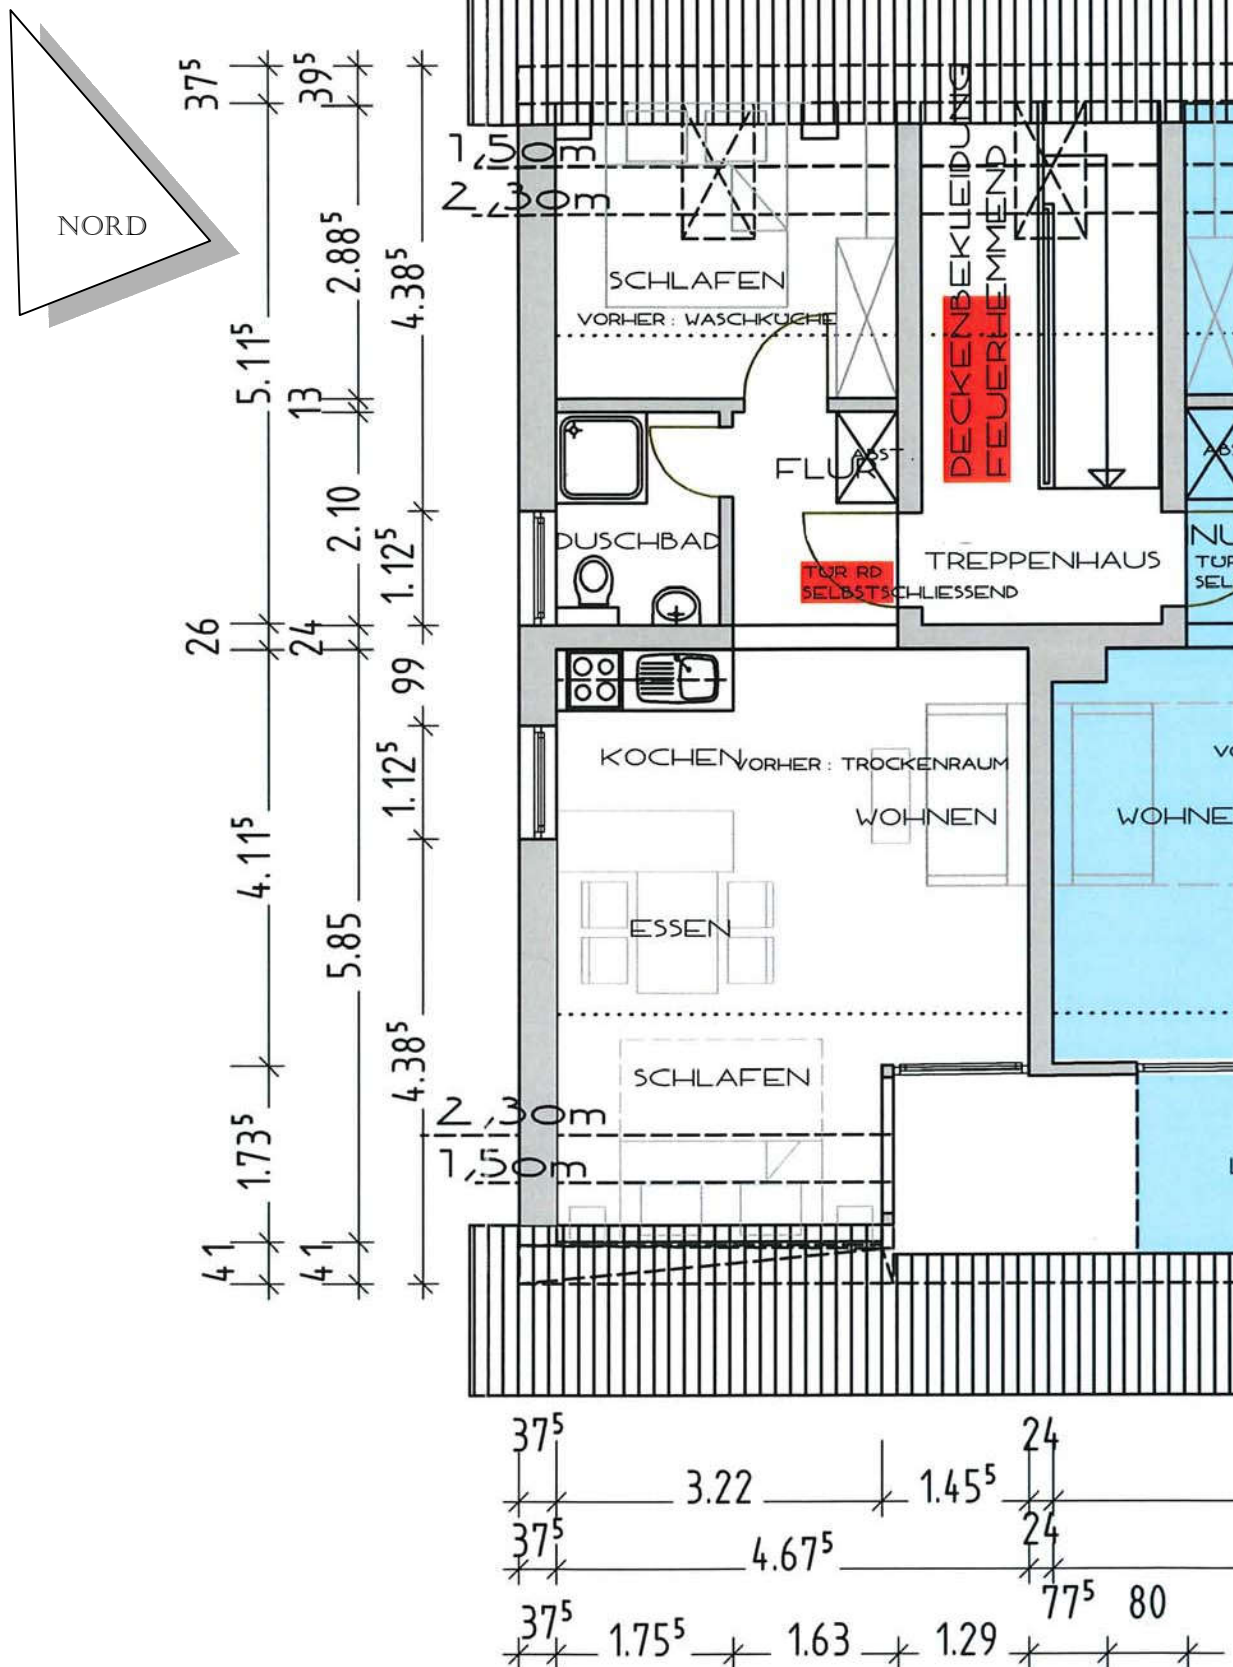 NORD
37⁵
39⁵
1,50m
2,30m
2.88⁵
4.38⁵
5.11⁵
13
2.10
1.12⁵
26
24
99
1.12⁵
4.11⁵
5.85
4.38⁵
1.73⁵
41
41
SCHLAFEN
VORHER : WASCHKÜCHE
DECKENBEKLEIDUNG
FEUERHEMMEND
FLUR
ABST.
DUSCHBAD
TÜR RD
SELBSTSCHLIESSEND
TREPPENHAUS
KOCHEN
VORHER : TROCKENRAUM
WOHNEN
WOHNE
ESSEN
SCHLAFEN
2,30m
1,50m
37⁵
24
3.22
1.45⁵
37⁵
24
4.67⁵
77⁵
80
37⁵
1.75⁵
1.63
1.29